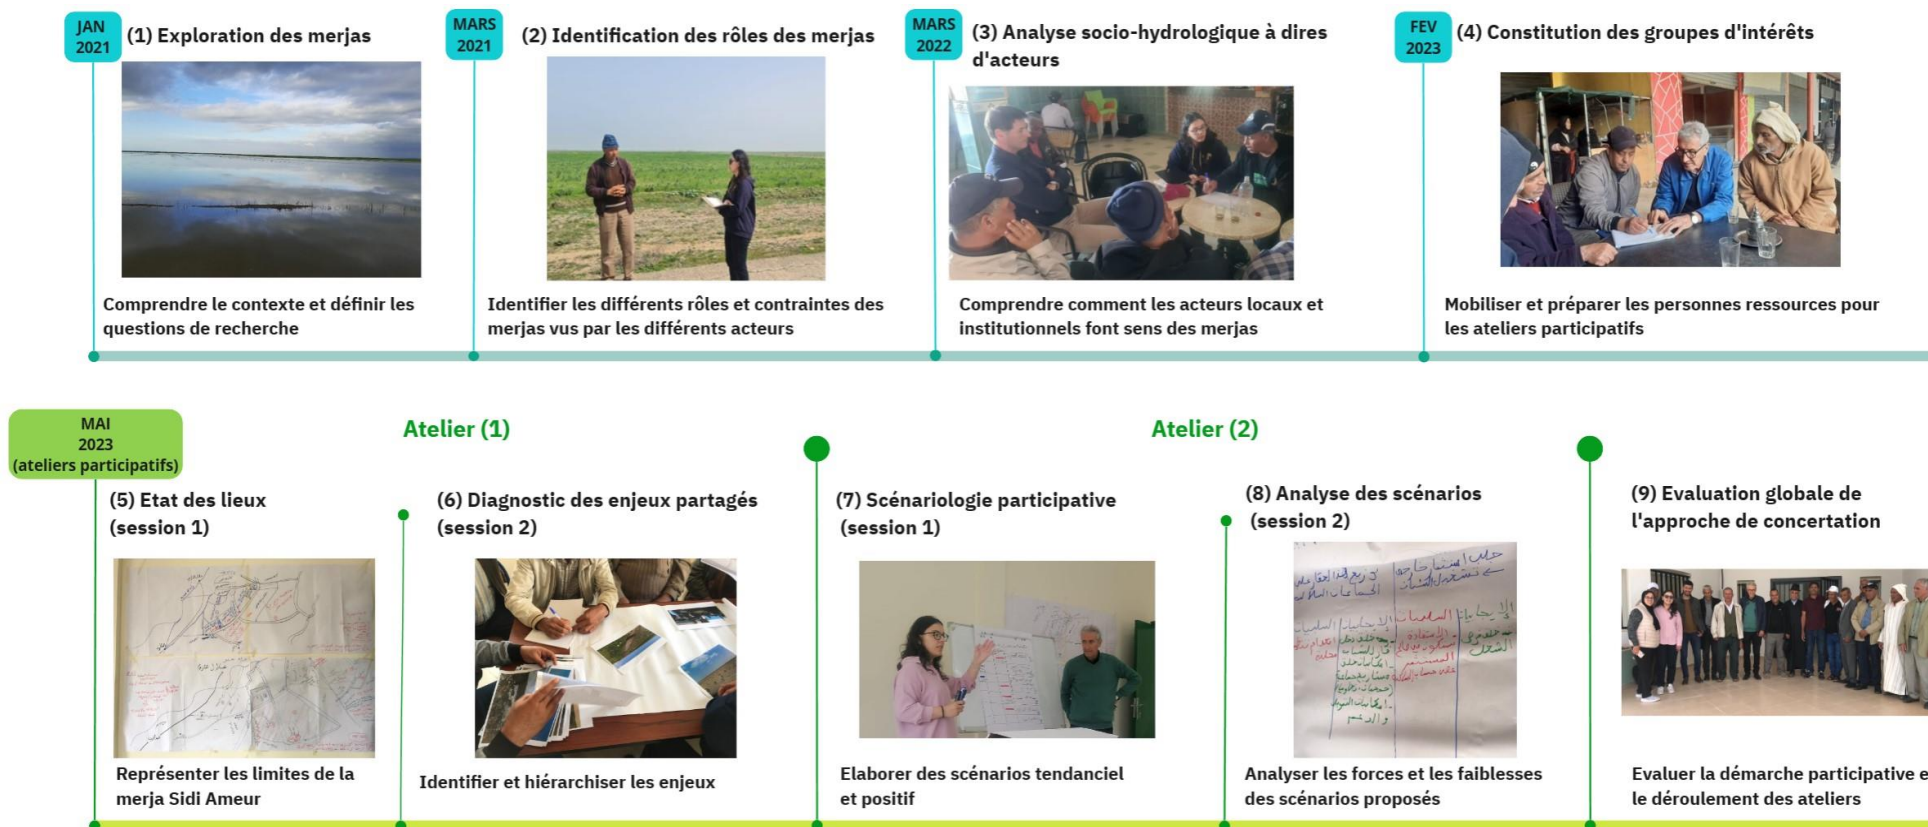 JAN
2021
(1) Exploration des merjas
Comprendre le contexte et définir les
questions de recherche
MARS
2021
(2) Identification des rôles des merjas
Identifier les différents rôles et contraintes des
merjas vus par les différents acteurs
MARS
2022
(3) Analyse socio-hydrologique à dires
d'acteurs
Comprendre comment les acteurs locaux et
institutionnels font sens des merjas
FEV
2023
(4) Constitution des groupes d'intérêts
Mobiliser et préparer les personnes ressources pour
les ateliers participatifs
MAI
2023
(ateliers participatifs)
Atelier (1)
(5) Etat des lieux
(session 1)
Représenter les limites de la
merja Sidi Ameur
(6) Diagnostic des enjeux partagés
(session 2)
Identifier et hiérarchiser les enjeux
Atelier (2)
(7) Scénariologie participative
(session 1)
Elaborer des scénarios tendanciel
et positif
(8) Analyse des scénarios
(session 2)
الإيجابيات
السلبيات
Analyser les forces et les faiblesses
des scénarios proposés
(9) Evaluation globale de
l'approche de concertation
Evaluer la démarche participative e
le déroulement des ateliers